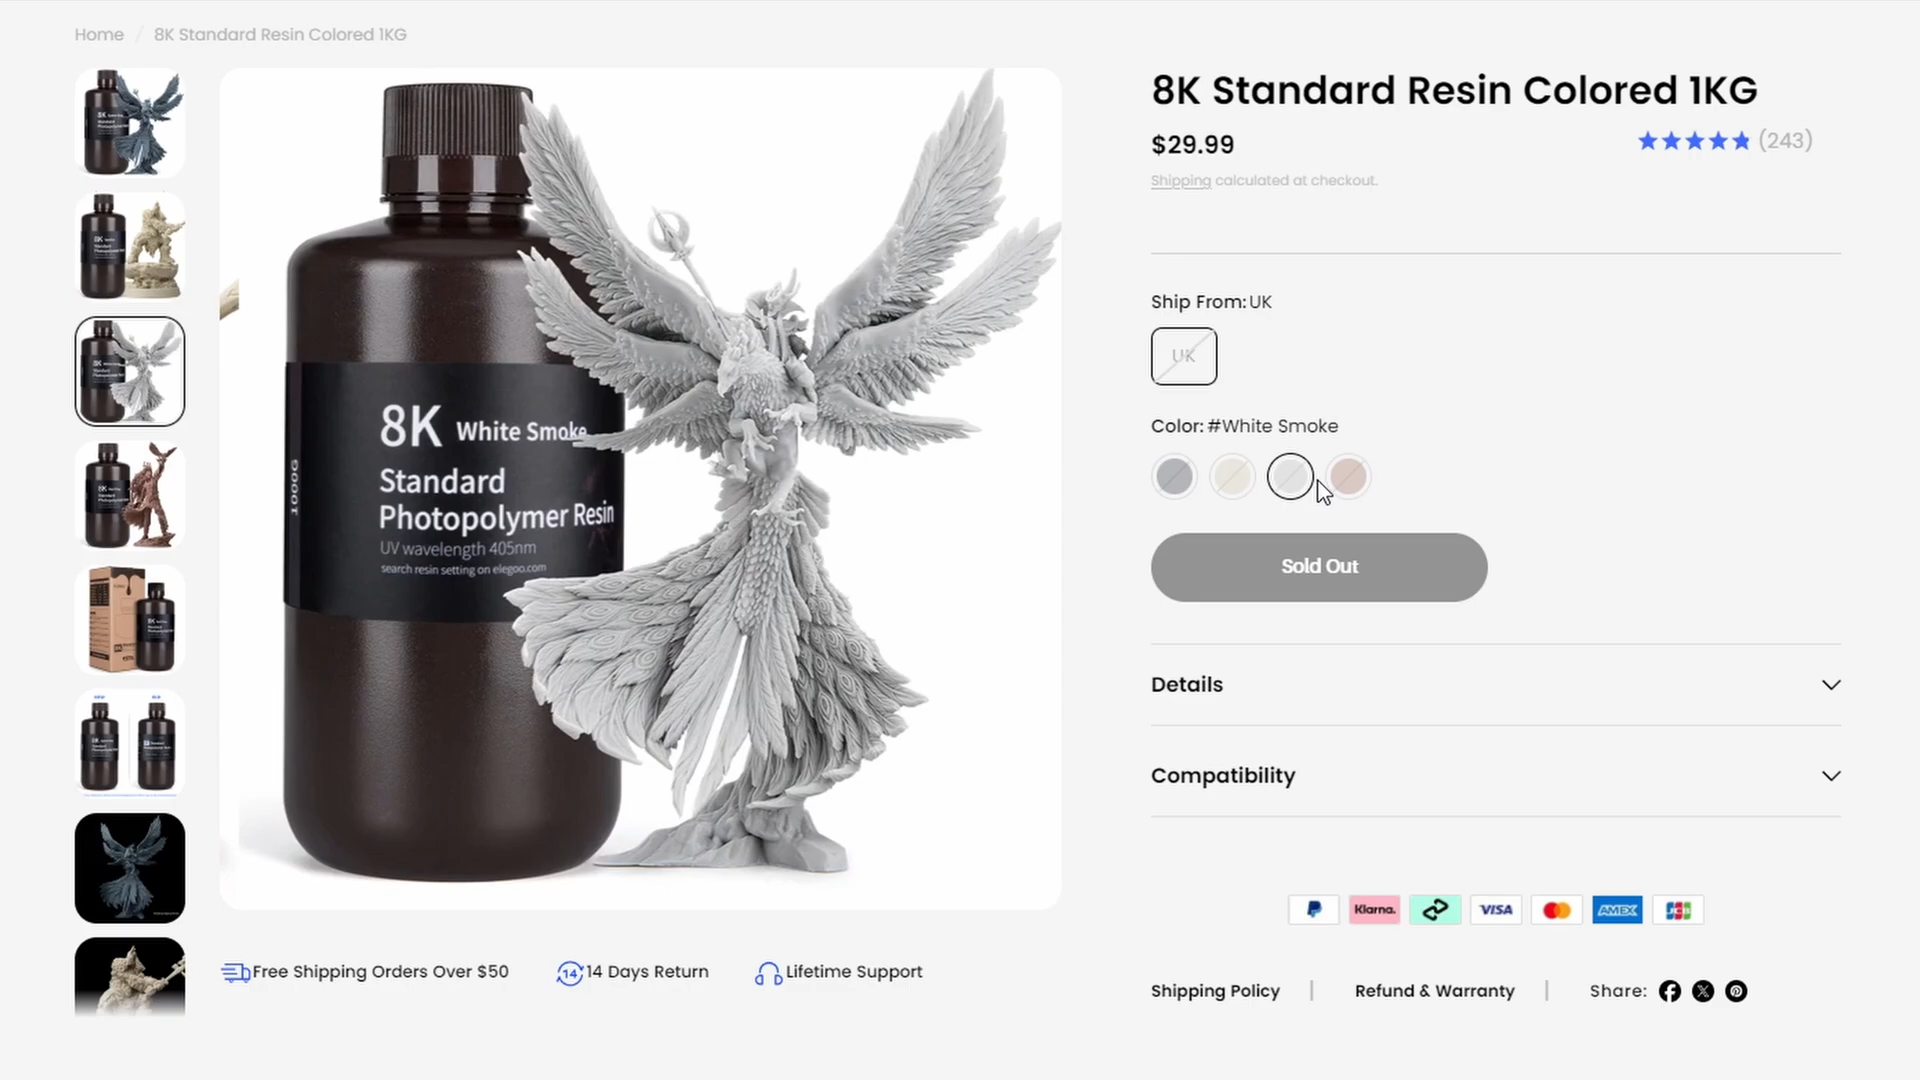 Home / 8K Standard Resin Colored 1KG
8K Standard Resin Colored 1KG
$29.99
(243)
Shipping calculated at checkout.
Ship From: UK
UK
Color: #White Smoke
Sold Out
Details
Compatibility
8K White Smoke
Standard
Photopolymer Resin
UV wavelength 405nm
search resin setting on elegoo.com
1000G
Klarna.
VISA
AMEX
JCB
Free Shipping Orders Over $50
14
14 Days Return
Lifetime Support
Shipping Policy | Refund & Warranty | Share: